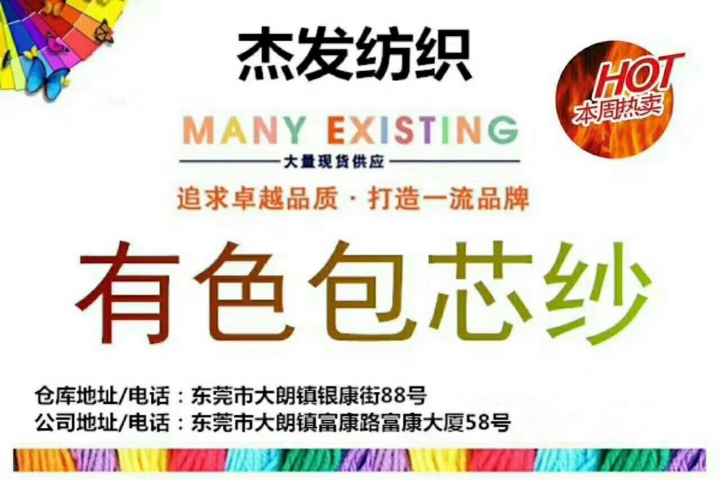 杰发纺织
HOT
本周热卖
MANY EXISTING
大量现货供应
追求卓越品质·打造一流品牌
有色包芯纱
仓库地址/电话：东莞市大朗镇银康街88号
公司地址/电话：东莞市大朗镇富康路富康大厦58号